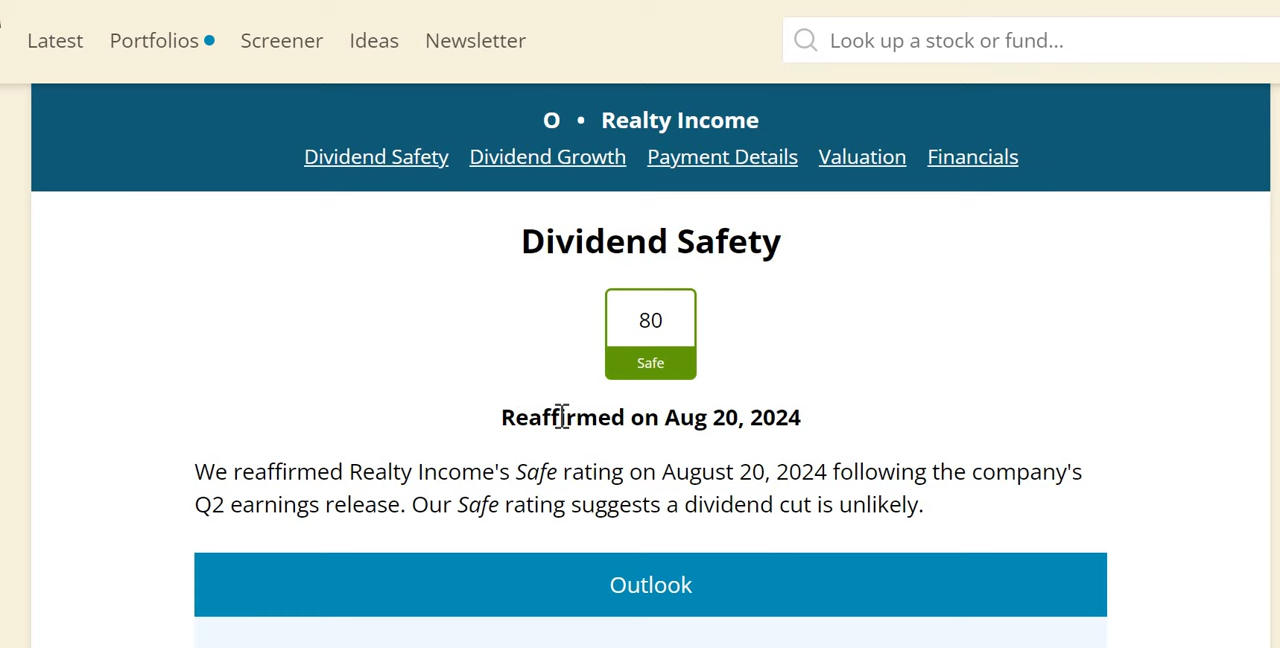 Latest Portfolios Screener Ideas Newsletter Look up a stock or fund...
O • Realty Income
Dividend Safety Dividend Growth Payment Details Valuation Financials
Dividend Safety
80
Safe
Reaffirmed on Aug 20, 2024
We reaffirmed Realty Income's Safe rating on August 20, 2024 following the company's
Q2 earnings release. Our Safe rating suggests a dividend cut is unlikely.
Outlook